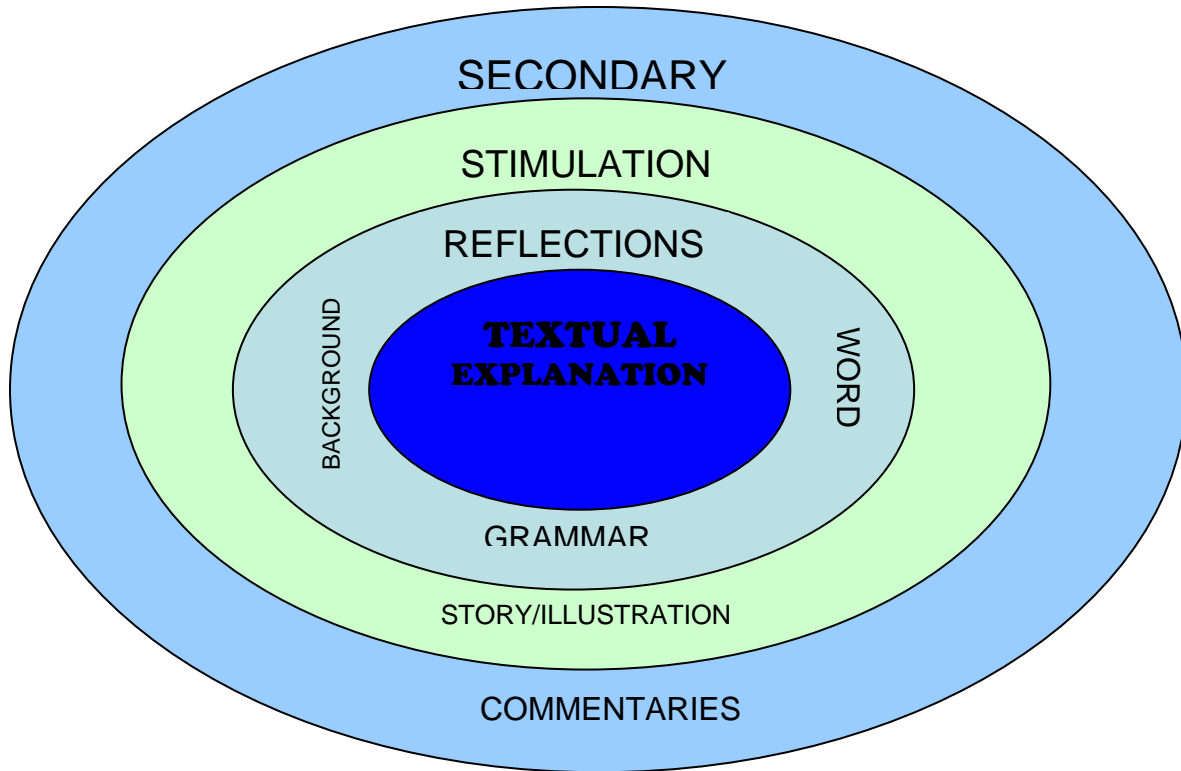 SECONDARY
STIMULATION
REFLECTIONS
BACKGROUND
TEXTUAL
EXPLANATION
WORD
GRAMMAR
STORY/ILLUSTRATION
COMMENTARIES